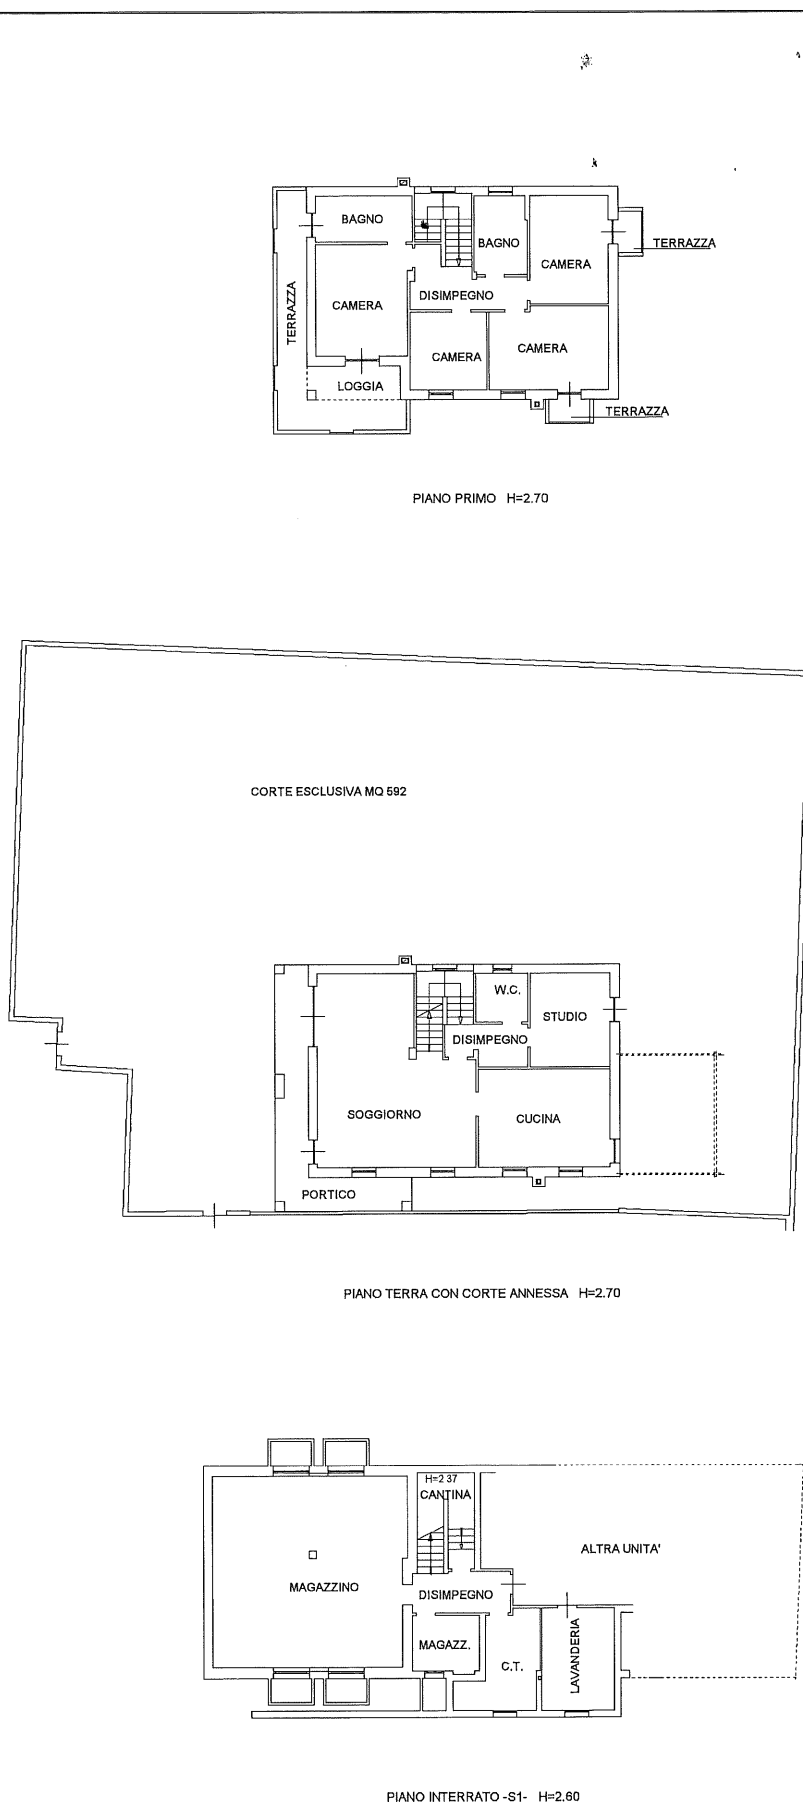 BAGNO
BAGNO
TERRAZZA
CAMERA
DISIMPEGNO
TERRAZZA
CAMERA
CAMERA
CAMERA
LOGGIA
TERRAZZA
PIANO PRIMO H=2.70
CORTE ESCLUSIVA MQ 592
W.C.
STUDIO
DISIMPEGNO
SOGGIORNO
CUCINA
PORTICO
PIANO TERRA CON CORTE ANNESSA H=2.70
H=2.37
CANTINA
ALTRA UNITA'
MAGAZZINO
DISIMPEGNO
MAGAZZ.
C.T.
LAVANDERIA
PIANO INTERRATO -S1- H=2.60